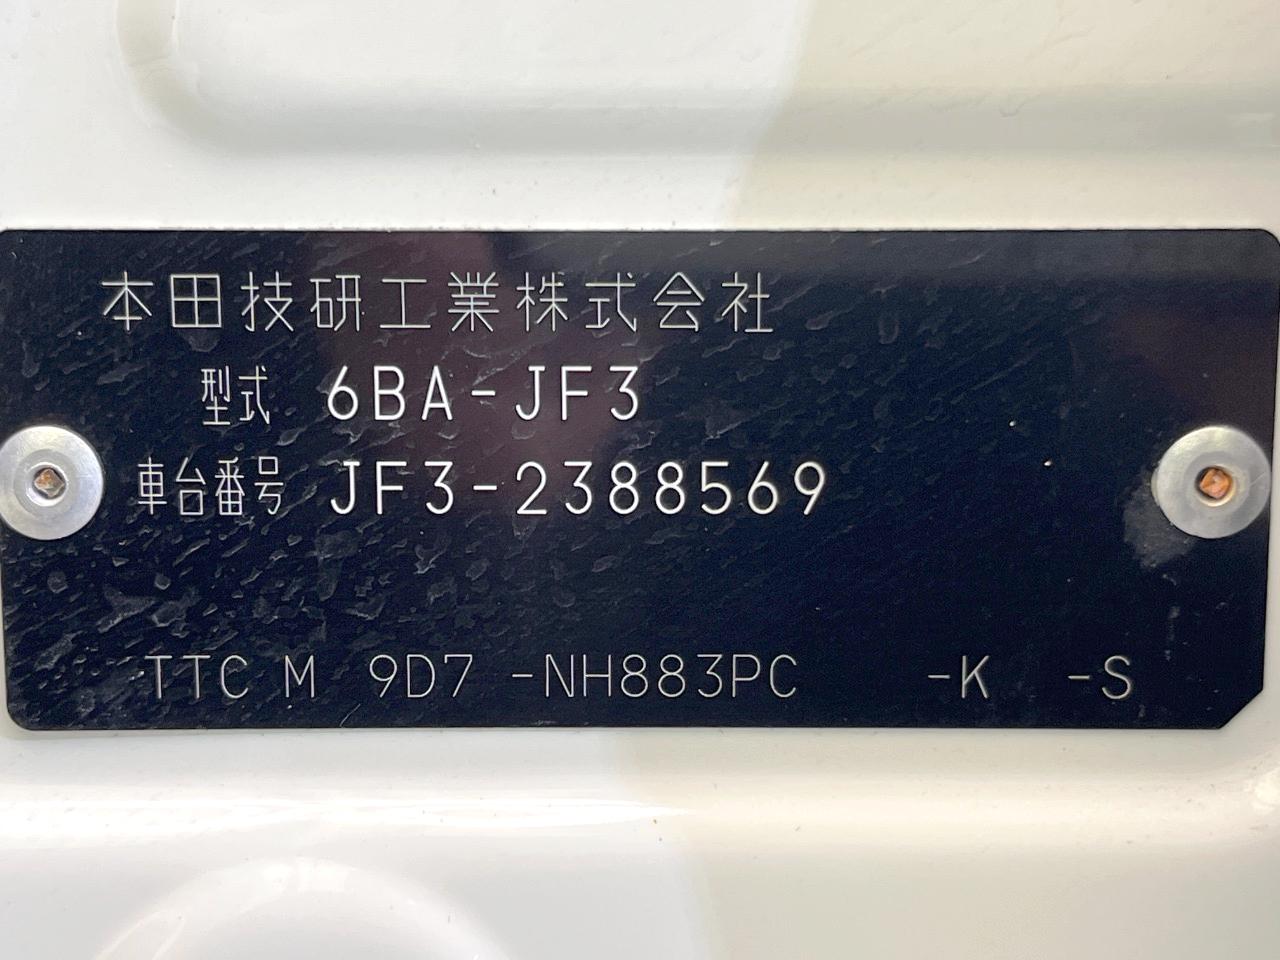 本田技研工業株式会社
型式 6BA-JF3
車台番号 JF3-2388569
TTC M 9D7 -NH883PC -K -S